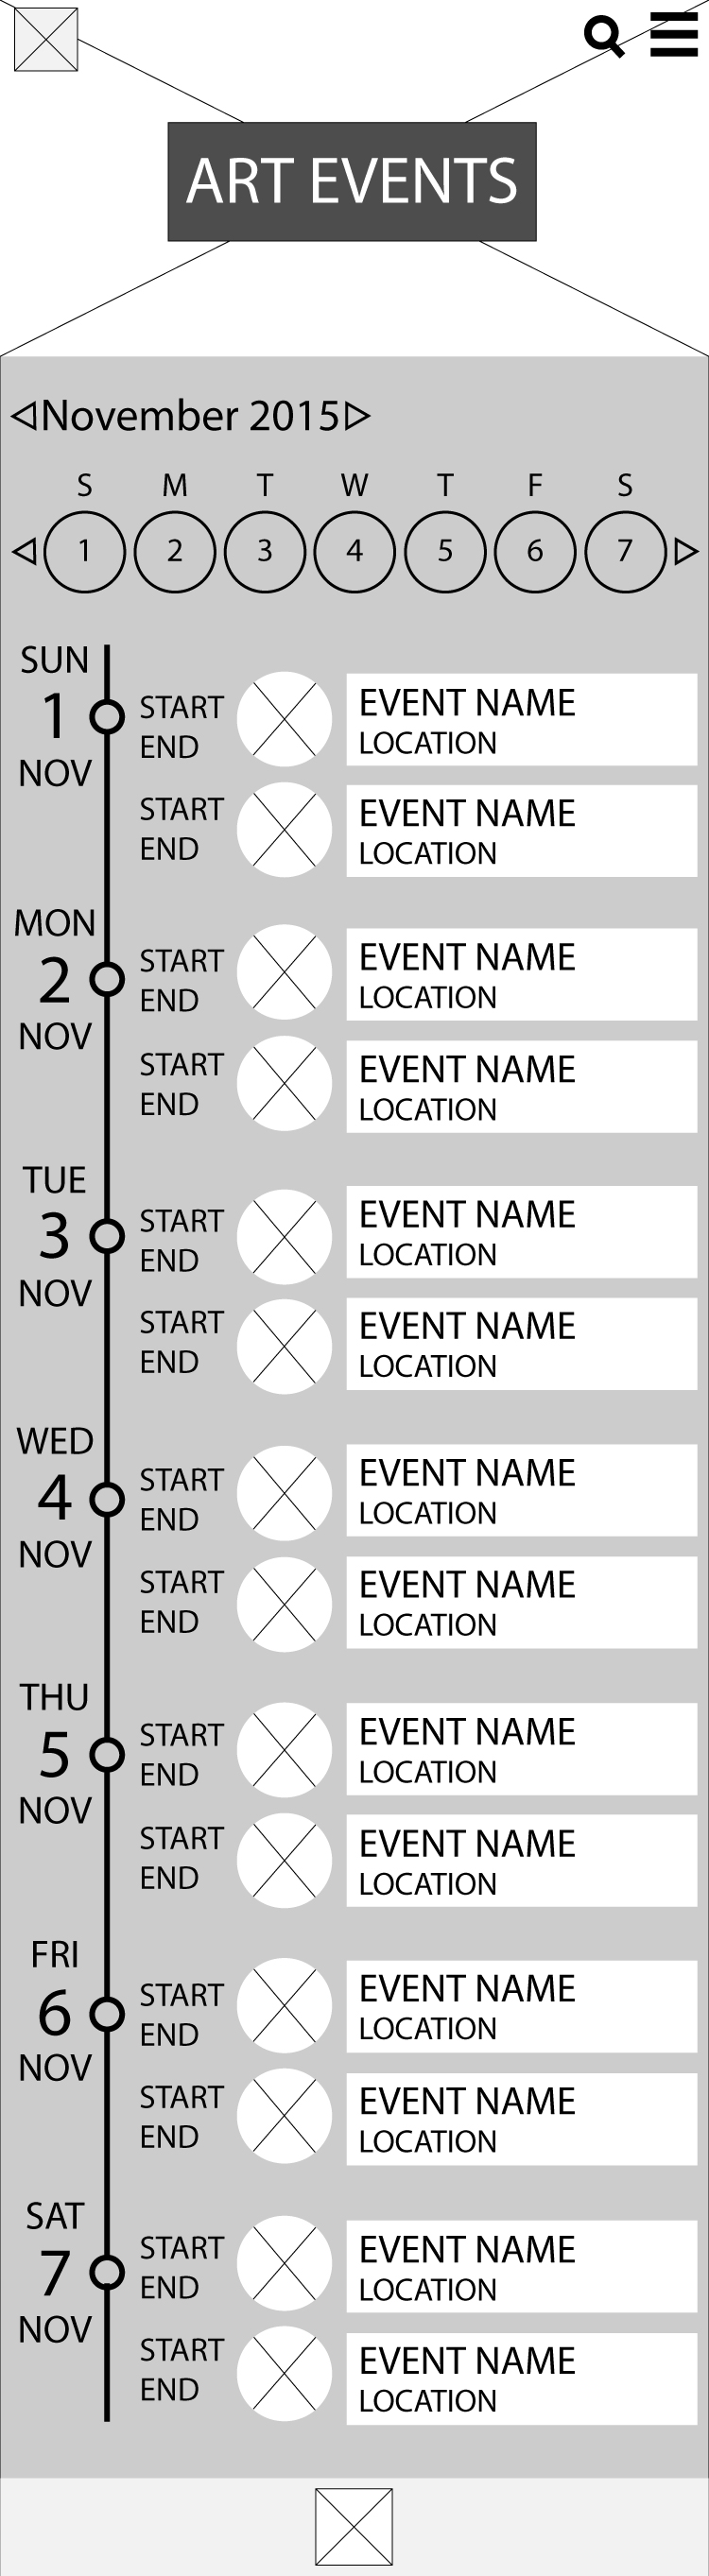 ART EVENTS
November 2015
S M T W T F S
1 2 3 4 5 6 7
SUN
1
NOV
START
END
EVENT NAME
LOCATION
START
END
EVENT NAME
LOCATION
MON
2
NOV
START
END
EVENT NAME
LOCATION
START
END
EVENT NAME
LOCATION
TUE
3
NOV
START
END
EVENT NAME
LOCATION
START
END
EVENT NAME
LOCATION
WED
4
NOV
START
END
EVENT NAME
LOCATION
START
END
EVENT NAME
LOCATION
THU
5
NOV
START
END
EVENT NAME
LOCATION
START
END
EVENT NAME
LOCATION
FRI
6
NOV
START
END
EVENT NAME
LOCATION
START
END
EVENT NAME
LOCATION
SAT
7
NOV
START
END
EVENT NAME
LOCATION
START
END
EVENT NAME
LOCATION